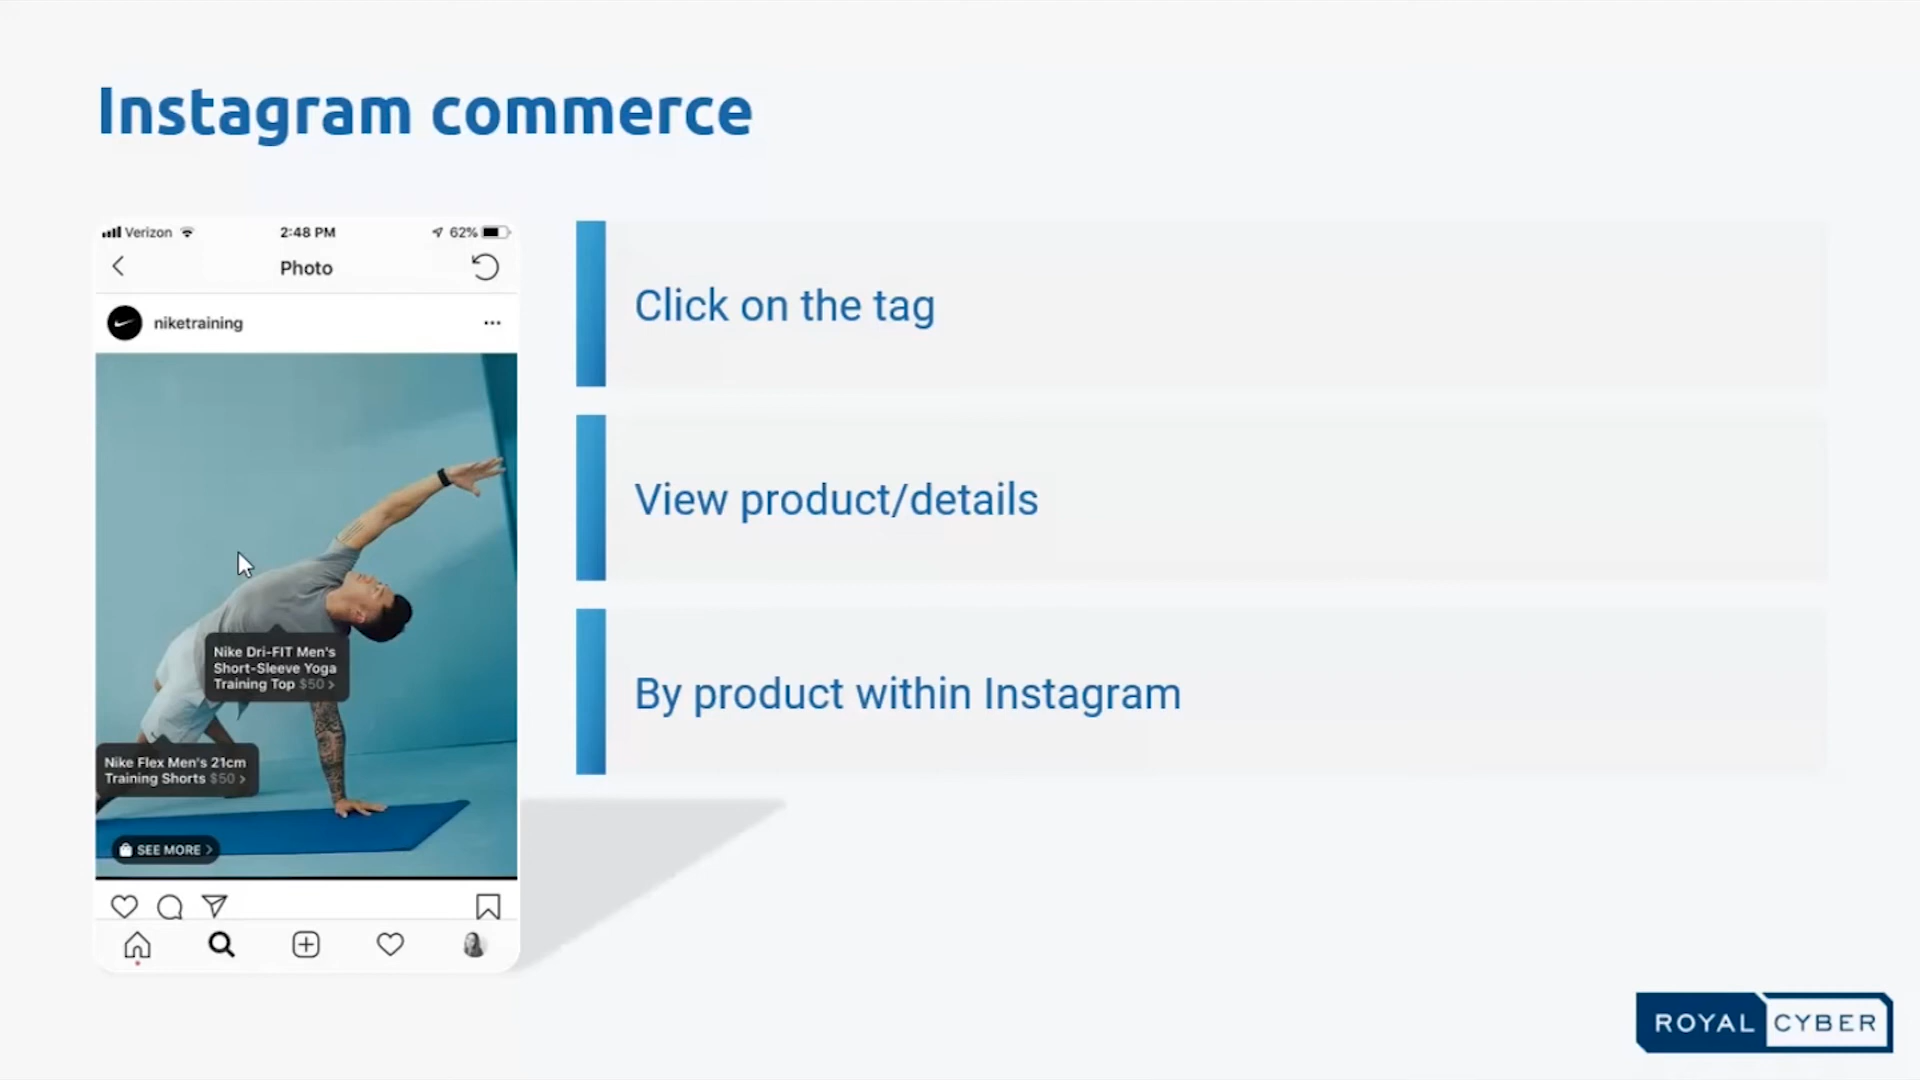 Instagram commerce
Verizon 2:48 PM 62%
Photo
niketraining
Nike Dri-FIT Men's
Short-Sleeve Yoga
Training Top $50 >
Nike Flex Men's 21cm
Training Shorts $50 >
SEE MORE >
Click on the tag
View product/details
By product within Instagram
ROYAL CYBER